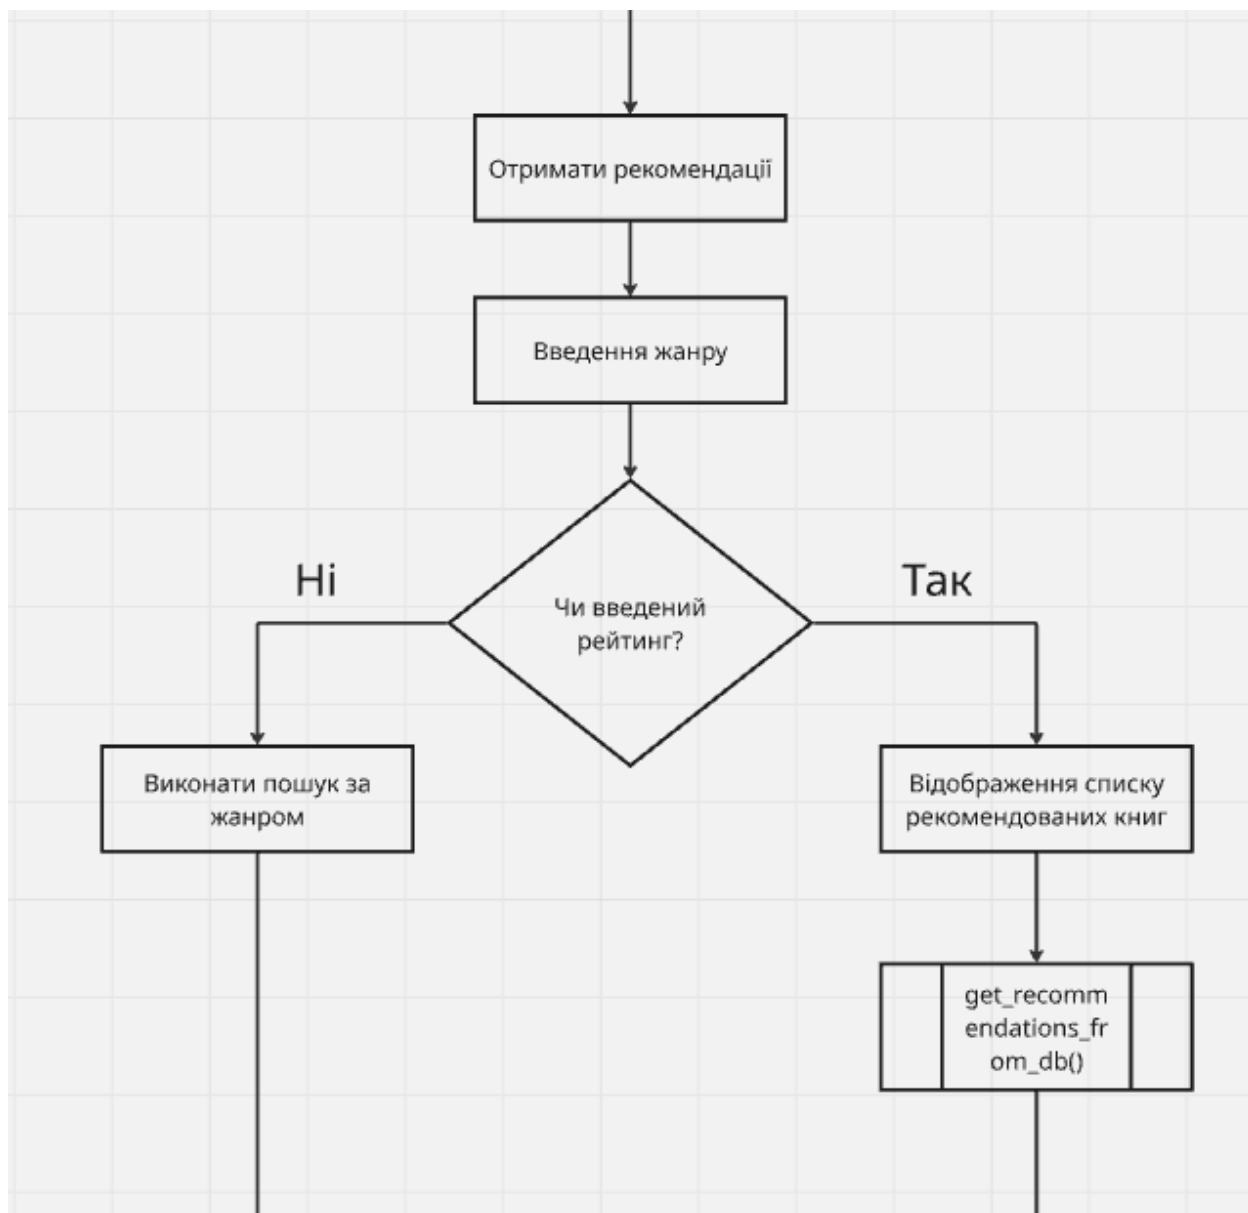 Отримати рекомендації
Введення жанру
Ні
Так
Чи введений
рейтинг?
Виконати пошук за
жанром
Відображення списку
рекомендованих книг
get_recomm
endations_fr
om_db()